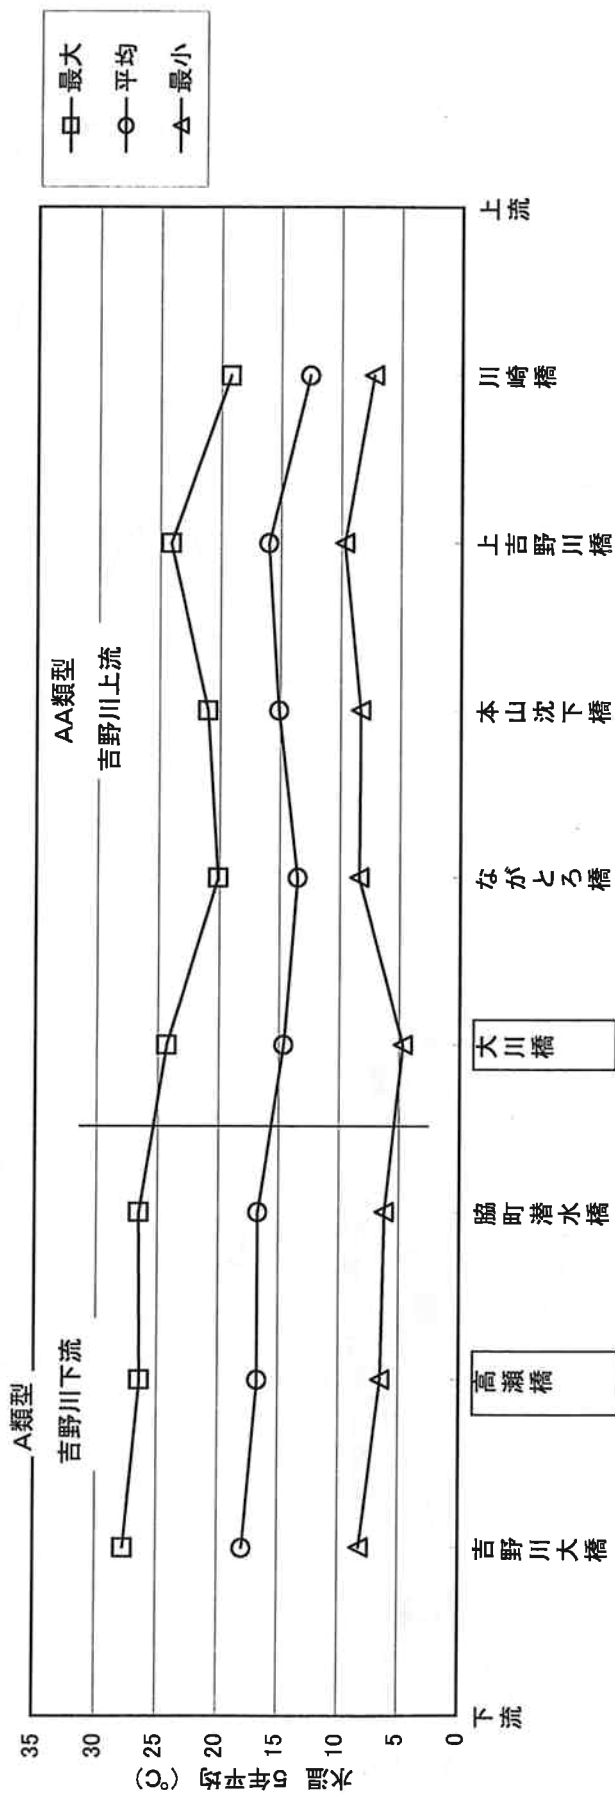 最大
平均
最小
A類型
AA類型
吉野川下流
吉野川上流
35
30
25
20
15
10
5
0
水温 5年平均 (℃)
下流
吉野川大橋
高瀬橋
脇町潜水橋
大川橋
ながとろ橋
本山沈下橋
上吉野川橋
川崎橋
上流